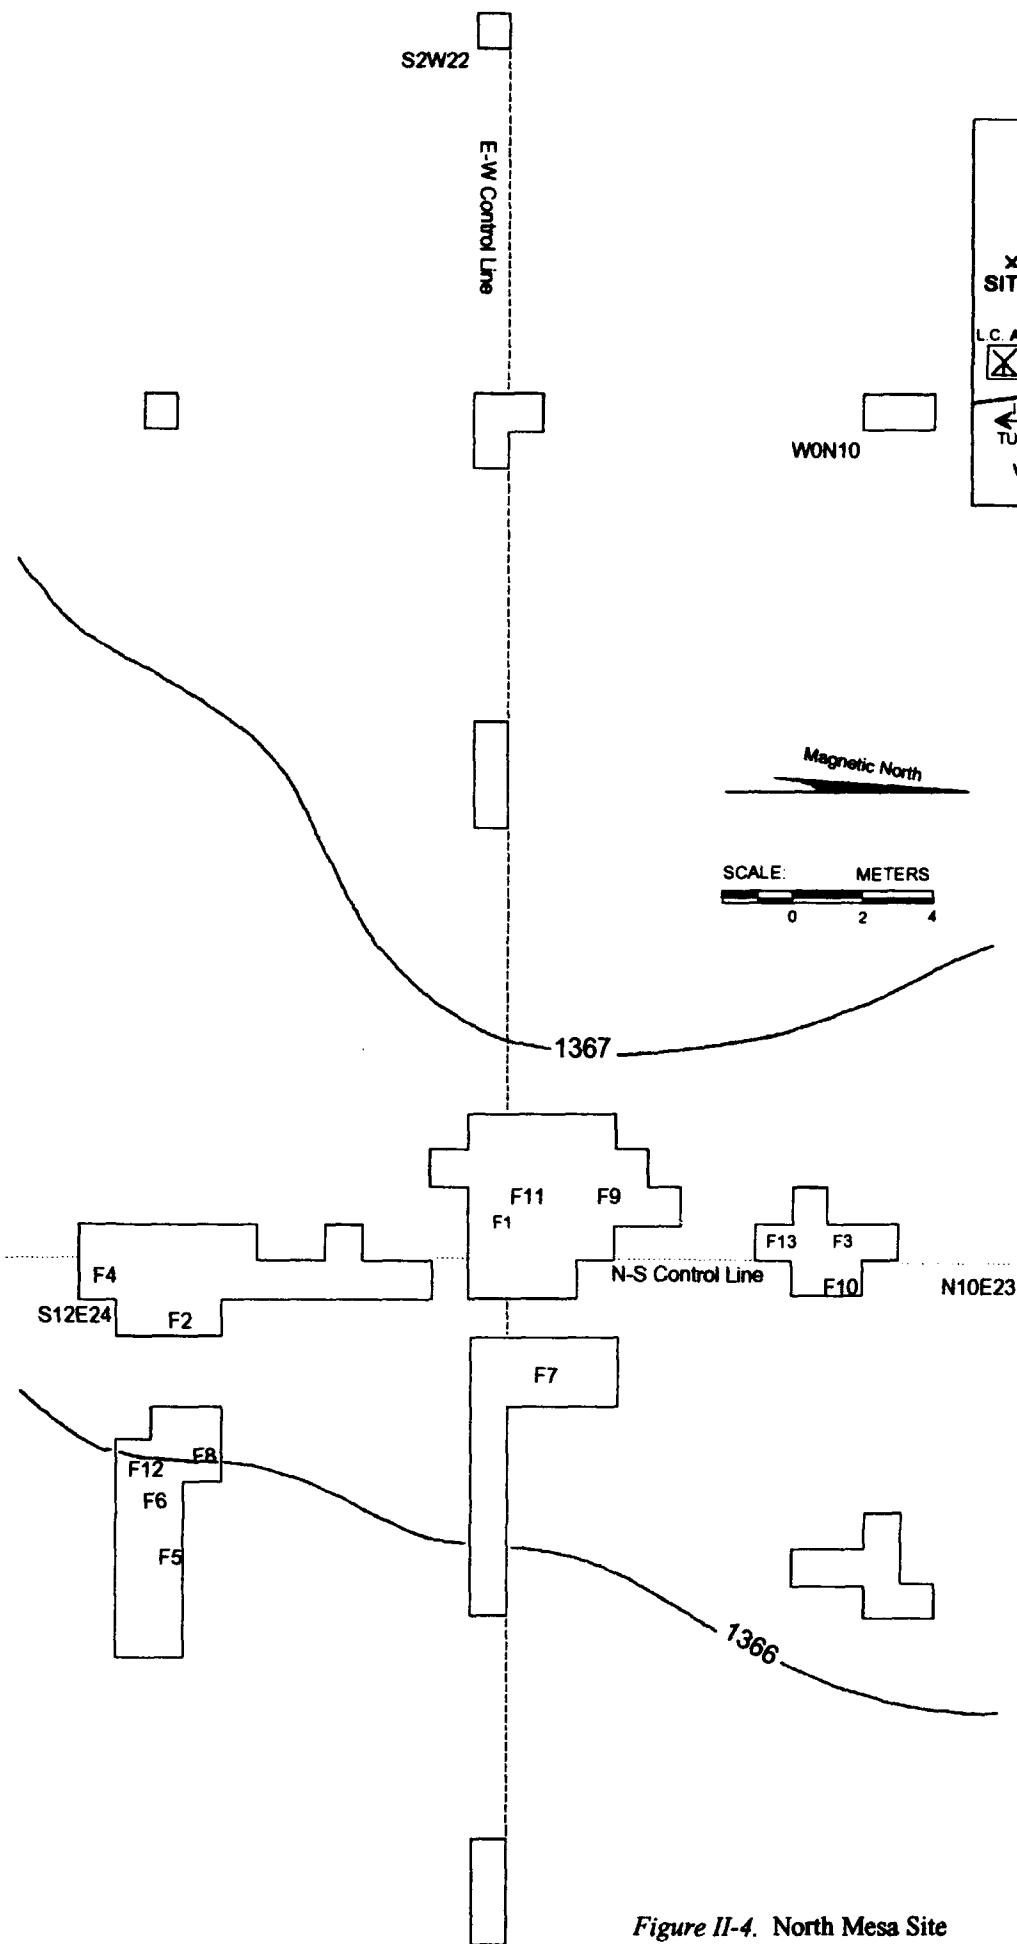 S2W22
E-W Control Line
X
L.C.
W0N10
Magnetic North
SCALE: METERS
0 2 4
1367
F11 F9
F1
F13 F3
F4
N-S Control Line
F10
N10E23
S12E24
F2
F7
F8
F12
F6
F5
1366
Figure II-4. North Mesa Site